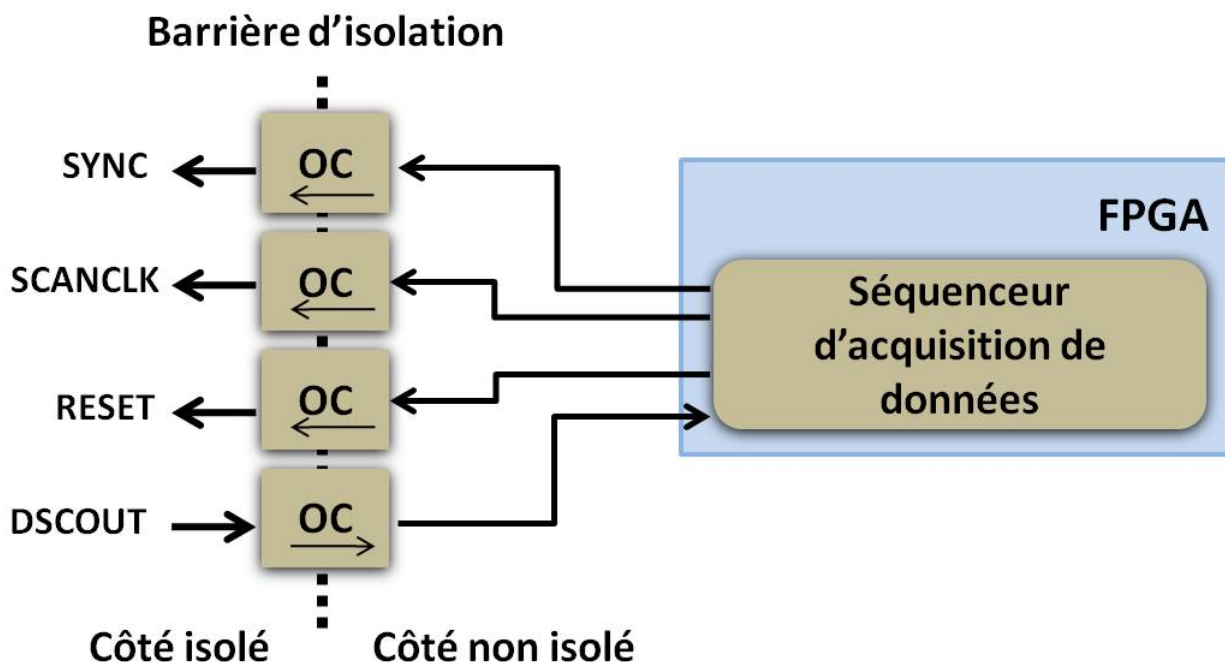 Barrière d'isolation
SYNC
OC
SCANCLK
OC
RESET
OC
DSCOUT
OC
FPGA
Séquenceur
d'acquisition de
données
Côté isolé
Côté non isolé